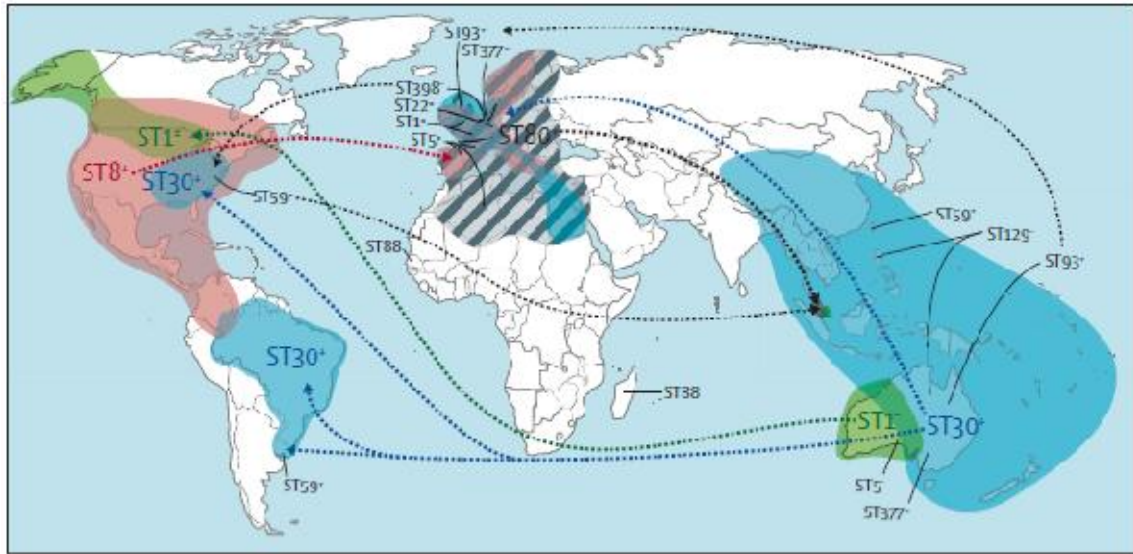 ST93⁺
ST377⁻
ST398⁻
ST22⁺
ST1⁺
ST5⁻
ST80
ST1±
ST8⁺
ST30⁺
ST59⁻
ST88
ST59⁺
ST129⁻
ST93⁺
ST30⁺
ST38
ST1
ST30⁺
ST59⁺
ST5
ST377⁻